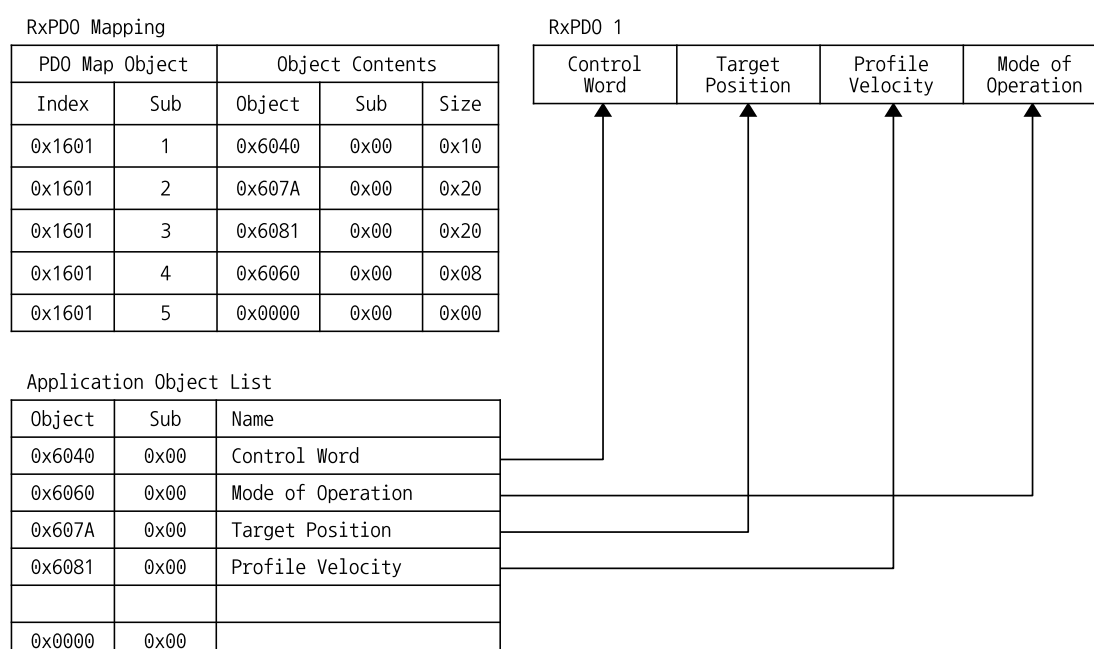 RxPDO Mapping
PDO Map Object Object Contents
Index Sub Object Sub Size
0x1601 1 0x6040 0x00 0x10
0x1601 2 0x607A 0x00 0x20
0x1601 3 0x6081 0x00 0x20
0x1601 4 0x6060 0x00 0x08
0x1601 5 0x0000 0x00 0x00
RxPDO 1
Control Word
Target Position
Profile Velocity
Mode of Operation
Application Object List
Object Sub Name
0x6040 0x00 Control Word
0x6060 0x00 Mode of Operation
0x607A 0x00 Target Position
0x6081 0x00 Profile Velocity
0x0000 0x00